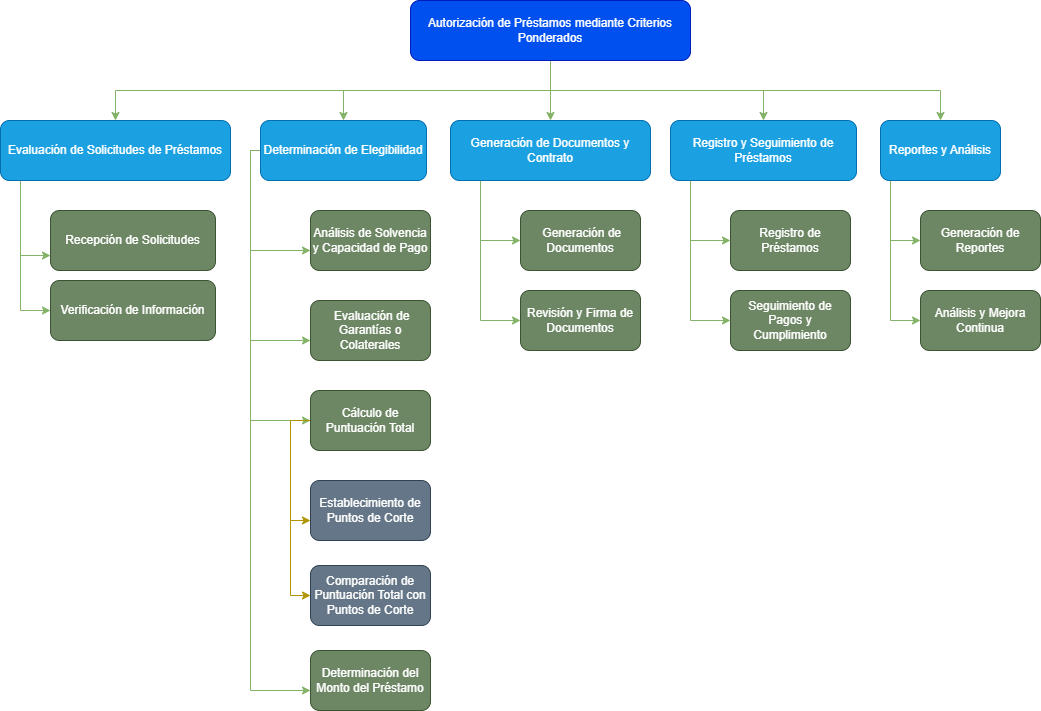 Autorización de Préstamos mediante Criterios
Ponderados
Evaluación de Solicitudes de Préstamos
Determinación de Elegibilidad
Generación de Documentos y
Contrato
Registro y Seguimiento de
Préstamos
Reportes y Análisis
Recepción de Solicitudes
Verificación de Información
Análisis de Solvencia
y Capacidad de Pago
Evaluación de
Garantías o
Colaterales
Cálculo de
Puntuación Total
Establecimiento de
Puntos de Corte
Comparación de
Puntuación Total con
Puntos de Corte
Determinación del
Monto del Préstamo
Generación de
Documentos
Revisión y Firma de
Documentos
Registro de
Préstamos
Seguimiento de
Pagos y
Cumplimiento
Generación de
Reportes
Análisis y Mejora
Continua